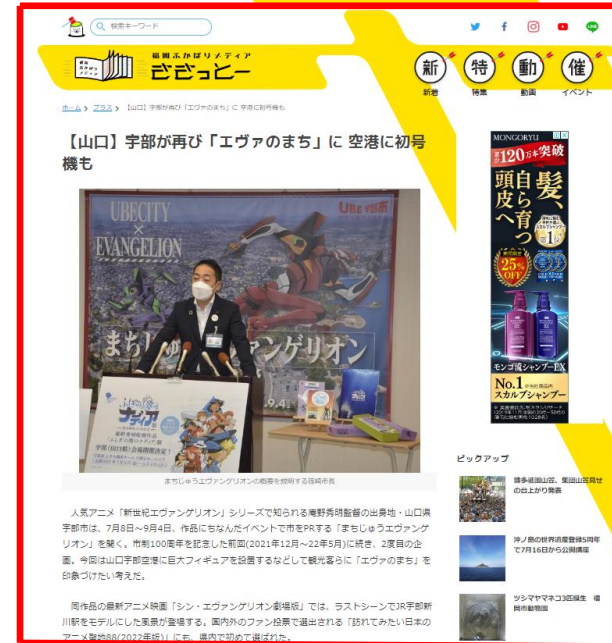 検索キーワード
福岡ふかぼりメディア
ささっとー
新
特
動
催
新着
特集
動画
イベント
ホーム > プラス > 【山口】宇部が再び「エヴァのまち」に 空港に初号機も
【山口】宇部が再び「エヴァのまち」に 空港に初号
機も
UBECITY
×
EVANGELION
UBE 宇部市
まちじゅうエヴァンゲリオン
9.4
ふしぎの海の
ナディア
まちじゅうエヴァンゲリオンの概要を説明する篠崎市長
人気アニメ「新世紀エヴァンゲリオン」シリーズで知られる庵野秀明監督の出身地・山口県
宇部市は、7月8日〜9月4日、作品にちなんだイベントで市をPRする「まちじゅうエヴァンゲ
リオン」を開く。市制100周年を記念した前回(2021年12月〜22年5月)に続き、2度目の企
画。今回は山口宇部空港に巨大フィギュアを設置するなどして観光客らに「エヴァのまち」を
印象づけたい考えだ。
同作品の最新アニメ映画「シン・エヴァンゲリオン劇場版」では、ラストシーンでJR宇部新
川駅をモデルにした風景が登場する。国内外のファン投票で選出される「訪れてみたい日本の
アニメ聖地88(2022年版)」にも、県内で初めて選ばれた。
MONGORYU
累計120万本突破
髪、
自ら育つ
頭皮へ
第1位
25%
OFF
モンゴ流シャンプーEX
No.1
スカルプシャンプー
ピックアップ
博多祇園山笠、集団山笠見せ
の台上がり発表
沖ノ島の世界遺産登録5周年
で7月16日から公開講座
ツシマヤマネコ3匹誕生 福
岡市動物園